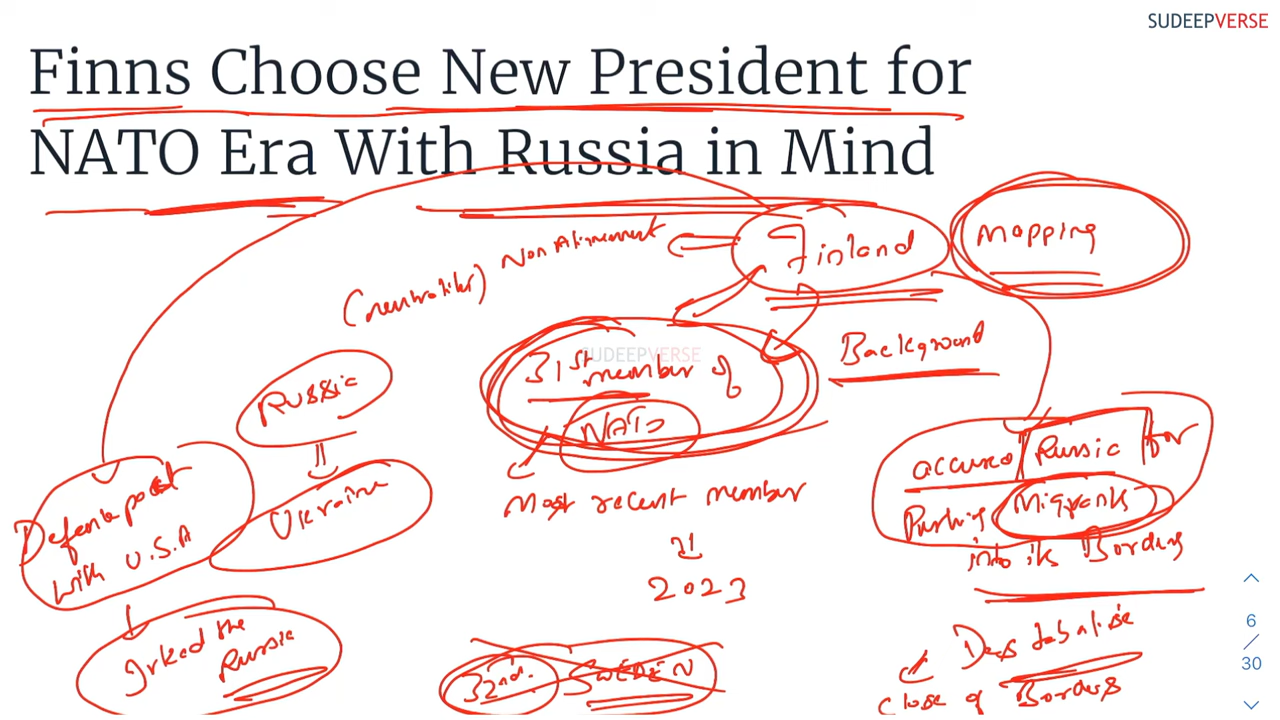 SUDEEPVERSE
Finns Choose New President for
NATO Era With Russia in Mind
Finland
Mapping
Non Alignment
(neutrality)
SUDEEPVERSE
31st member of
NATO
Background
Russia
Ukraine
Defence pact
with U.S.A
Irked the
Russia
Most recent member
2023
32nd. SWEDEN
accused Russia for
Pushing Migrants
into its Borders
Destabalise
close of Borders
6
/
30